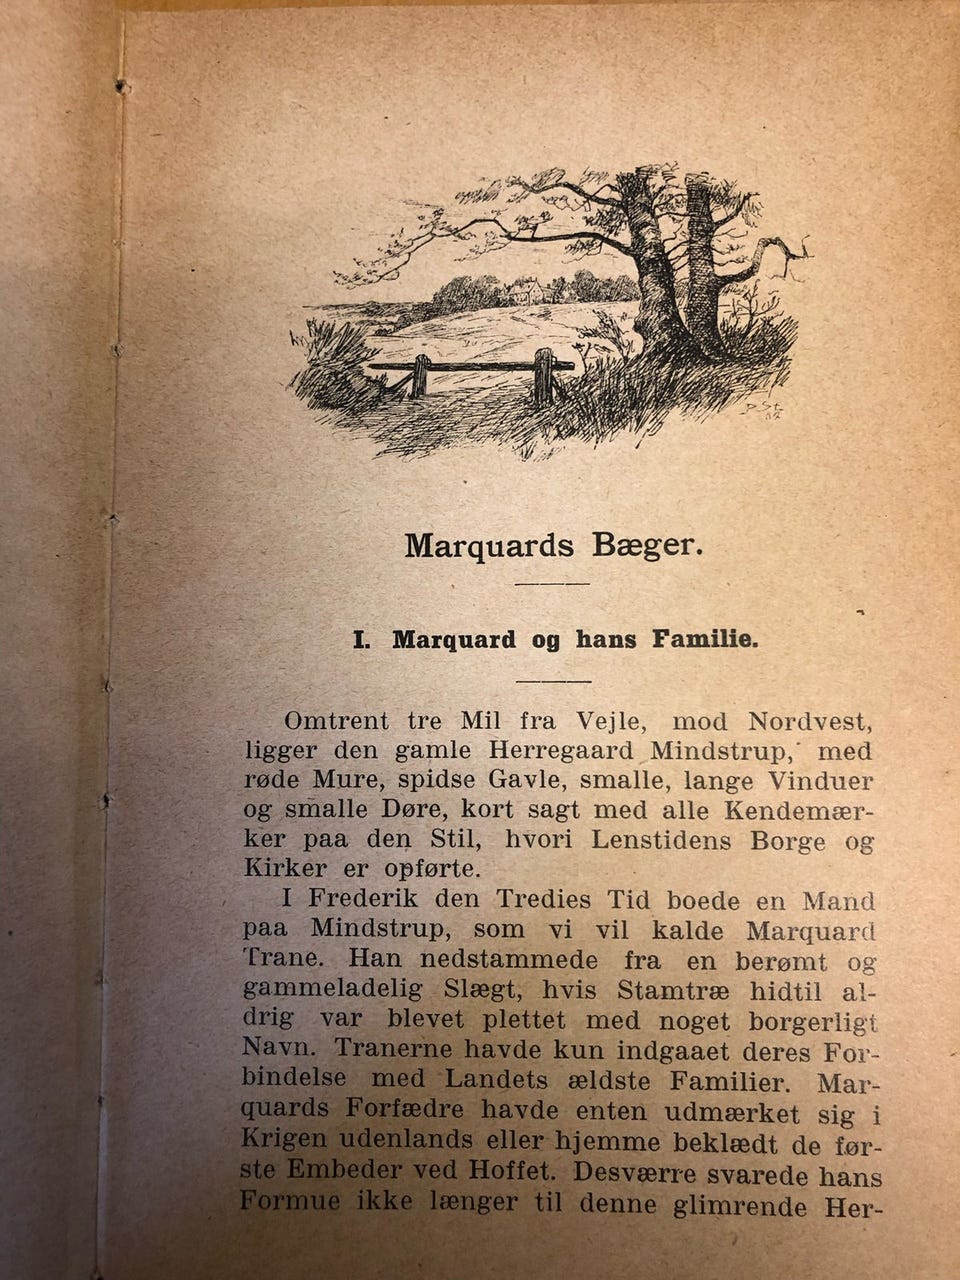 Marquards Bæger.
I. Marquard og hans Familie.
Omtrent tre Mil fra Vejle, mod Nordvest,
ligger den gamle Herregaard Mindstrup, med
røde Mure, spidse Gavle, smalle, lange Vinduer
og smalle Døre, kort sagt med alle Kendemær-
ker paa den Stil, hvori Lenstidens Borge og
Kirker er opførte.
I Frederik den Tredies Tid boede en Mand
paa Mindstrup, som vi vil kalde Marquard
Trane. Han nedstammede fra en berømt og
gammeladelig Slægt, hvis Stamtræ hidtil al-
drig var blevet plettet med noget borgerligt
Navn. Tranerne havde kun indgaaet deres For-
bindelse med Landets ældste Familier. Mar-
quards Forfædre havde enten udmærket sig i
Krigen udenlands eller hjemme beklædt de før-
ste Embeder ved Hoffet. Desværre svarede hans
Formue ikke længer til denne glimrende Her-